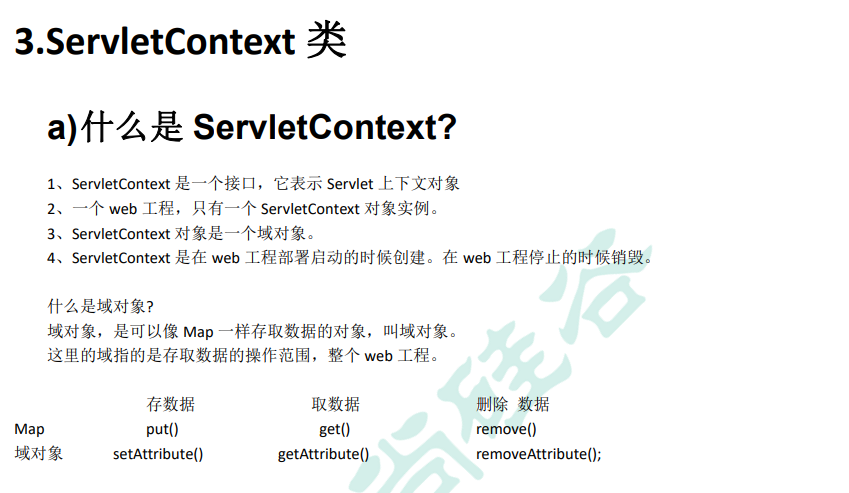 3.ServletContext 类
a)什么是 ServletContext?
1、ServletContext 是一个接口，它表示 Servlet 上下文对象
2、一个 web 工程，只有一个 ServletContext 对象实例。
3、ServletContext 对象是一个域对象。
4、ServletContext 是在 web 工程部署启动的时候创建。在 web 工程停止的时候销毁。
什么是域对象?
域对象，是可以像 Map 一样存取数据的对象，叫域对象。
这里的域指的是存取数据的操作范围，整个 web 工程。
存数据 取数据 删除 数据
Map put() get() remove()
域对象 setAttribute() getAttribute() removeAttribute();
尚硅谷